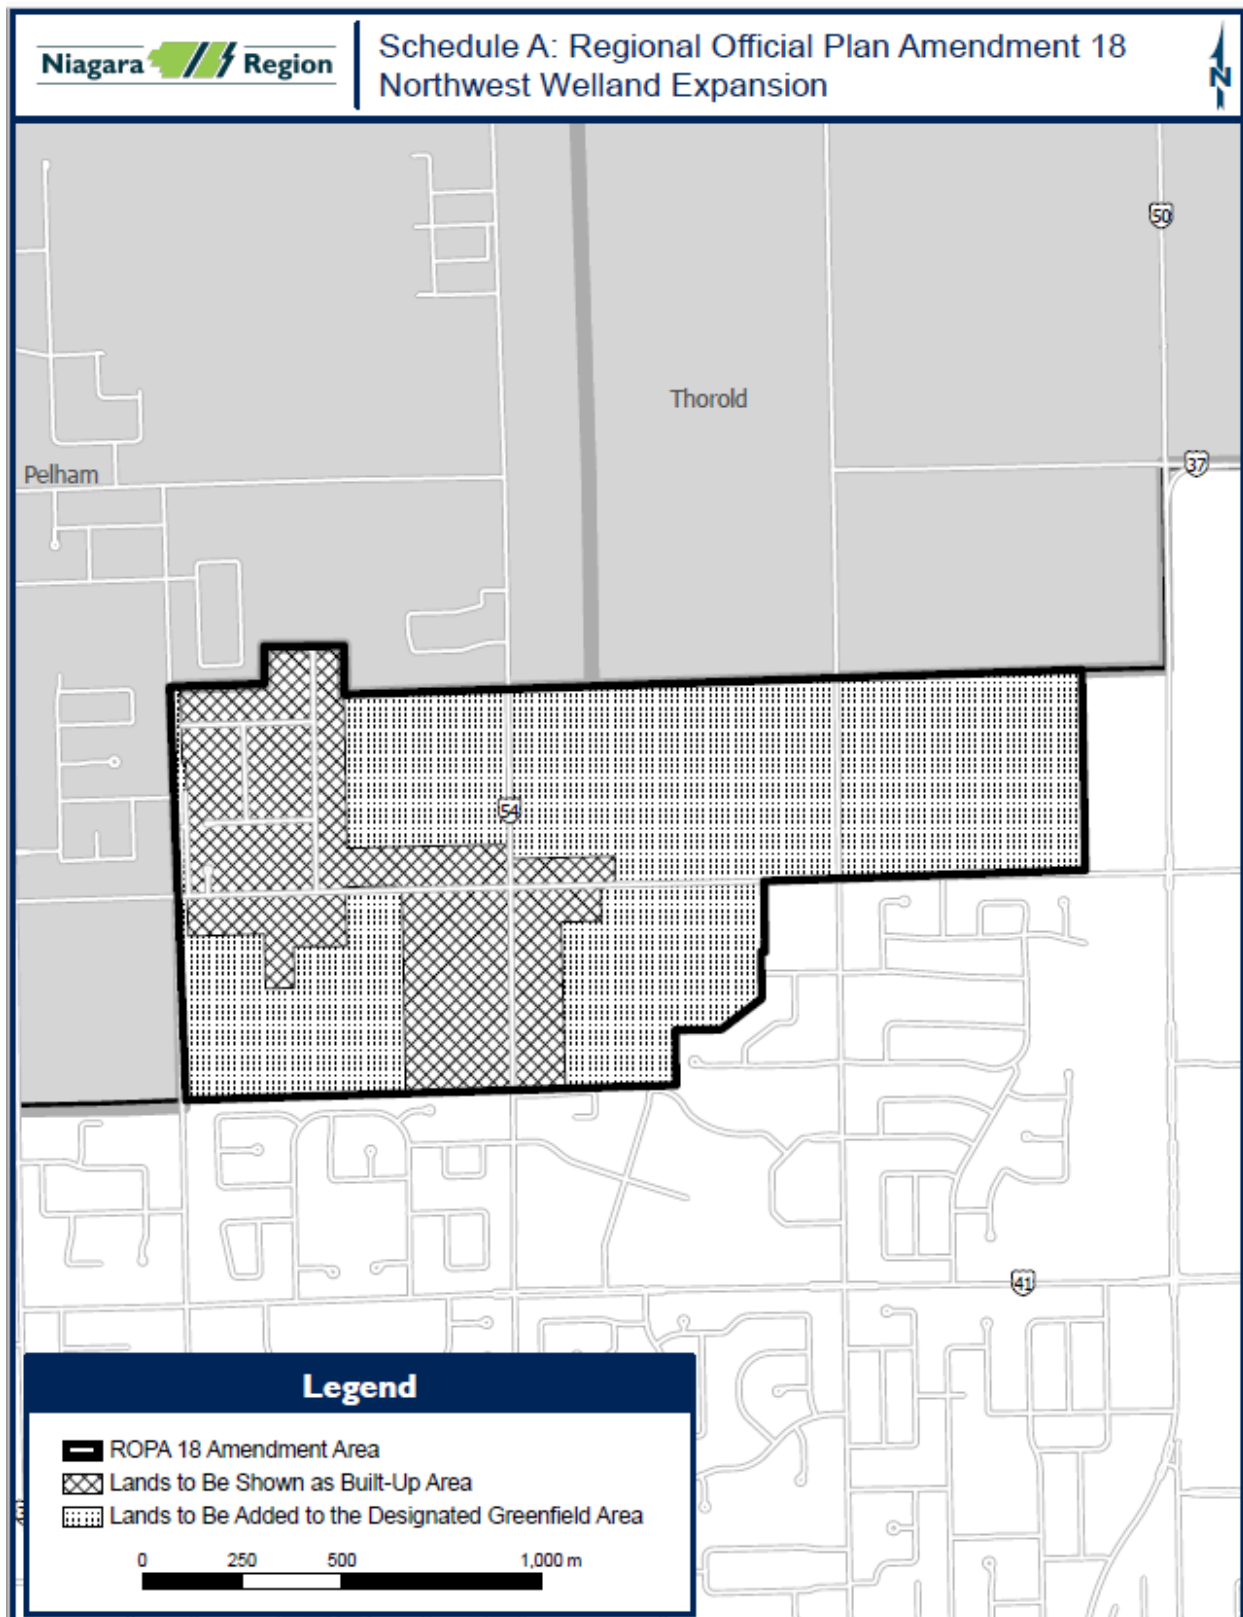 Niagara Region
Schedule A: Regional Official Plan Amendment 18
Northwest Welland Expansion
N
50
Thorold
37
Pelham
54
41
Legend
ROPA 18 Amendment Area
Lands to Be Shown as Built-Up Area
Lands to Be Added to the Designated Greenfield Area
0 250 500 1,000 m